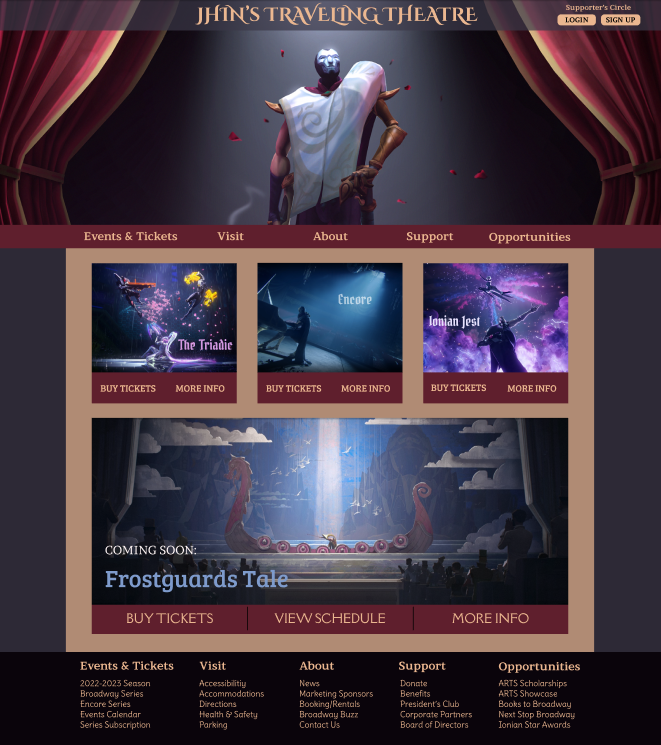 JHIN'S TRAVELING THEATRE
Supporter's Circle
LOGIN SIGN UP
Events & Tickets Visit About Support Opportunities
The Triadic
BUY TICKETS MORE INFO
Encore
BUY TICKETS MORE INFO
Ionian Jest
BUY TICKETS MORE INFO
COMING SOON:
Frostguards Tale
BUY TICKETS VIEW SCHEDULE MORE INFO
Events & Tickets
2022-2023 Season
Broadway Series
Encore Series
Events Calendar
Series Subscription
Visit
Accessibilitiy
Accommodations
Directions
Health & Safety
Parking
About
News
Marketing Sponsors
Booking/Rentals
Broadway Buzz
Contact Us
Support
Donate
Benefits
President's Club
Corporate Partners
Board of Directors
Opportunities
ARTS Scholarships
ARTS Showcase
Books to Broadway
Next Stop Broadway
Ionian Star Awards